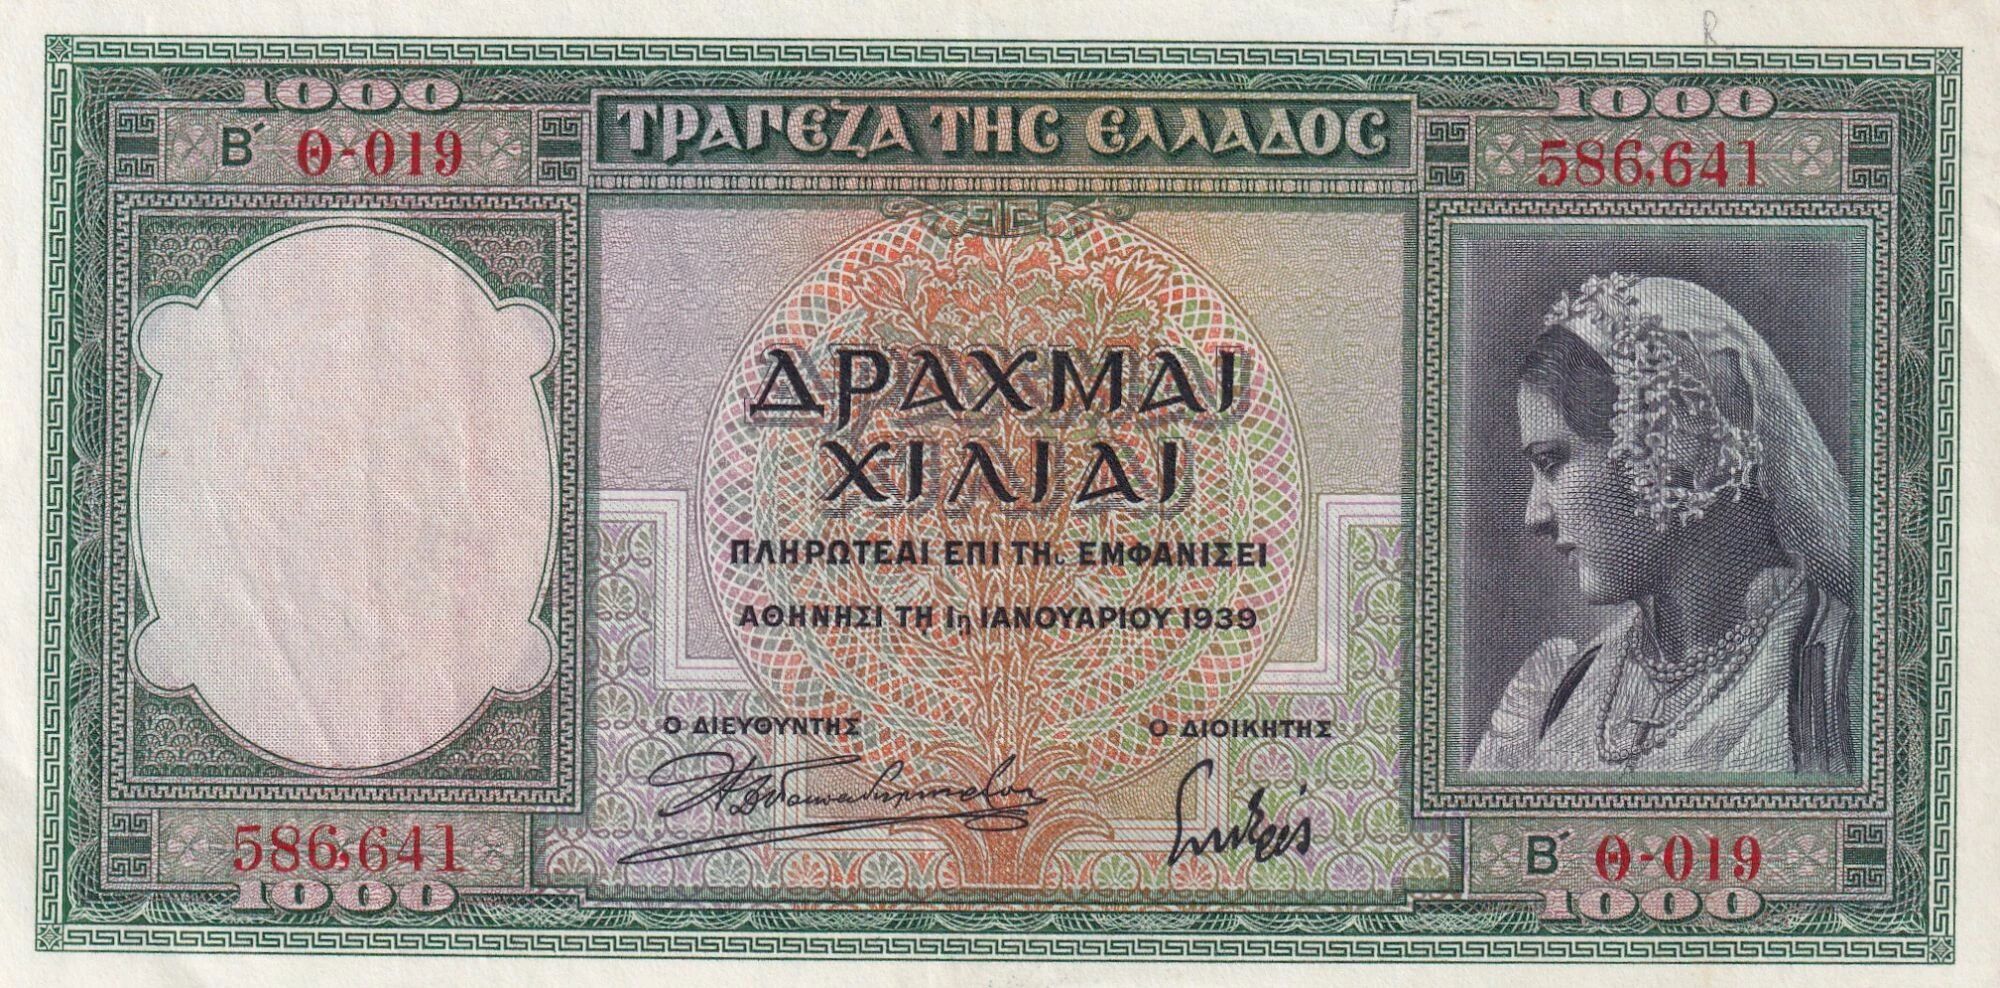 1000
Β´ Θ-019
ΤΡΑΠΕΖΑ ΤΗΣ ΕΛΛΑΔΟΣ
1000
586,641
ΔΡΑΧΜΑΙ
ΧΙΛΙΑΙ
ΠΛΗΡΩΤΕΑΙ ΕΠΙ ΤΗς ΕΜΦΑΝΙΣΕΙ
ΑΘΗΝΗΣΙ ΤΗ 1η ΙΑΝΟΥΑΡΙΟΥ 1939
Ο ΔΙΕΥΘΥΝΤΗΣ
Ο ΔΙΟΙΚΗΤΗΣ
586,641
1000
Β´ Θ-019
1000
R